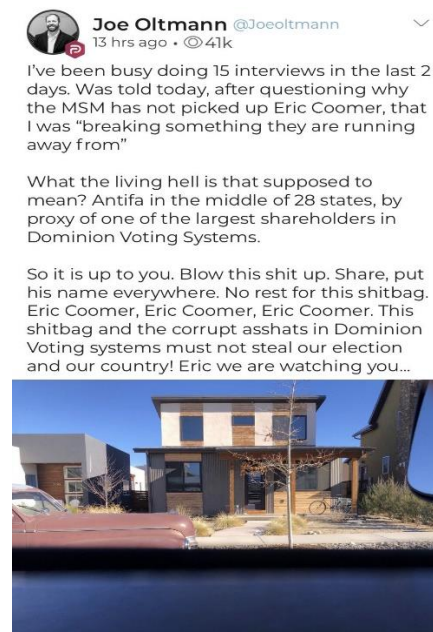 Joe Oltmann @Joeoltmann
13 hrs ago • 41k
I've been busy doing 15 interviews in the last 2
days. Was told today, after questioning why
the MSM has not picked up Eric Coomer, that
I was "breaking something they are running
away from"
What the living hell is that supposed to
mean? Antifa in the middle of 28 states, by
proxy of one of the largest shareholders in
Dominion Voting Systems.
So it is up to you. Blow this shit up. Share, put
his name everywhere. No rest for this shitbag.
Eric Coomer, Eric Coomer, Eric Coomer. This
shitbag and the corrupt asshats in Dominion
Voting systems must not steal our election
and our country! Eric we are watching you...